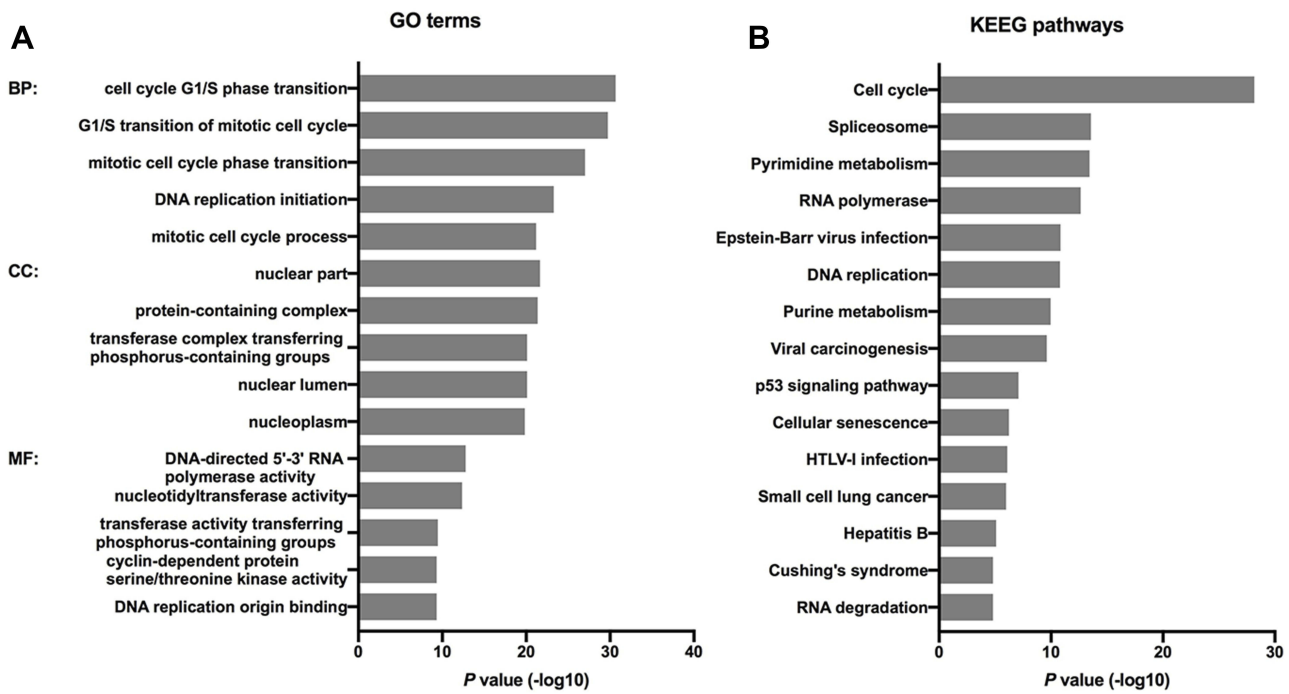 A
GO terms
BP:
cell cycle G1/S phase transition
G1/S transition of mitotic cell cycle
mitotic cell cycle phase transition
DNA replication initiation
mitotic cell cycle process
CC:
nuclear part
protein-containing complex
transferase complex transferring
phosphorus-containing groups
nuclear lumen
nucleoplasm
MF:
DNA-directed 5'-3' RNA
polymerase activity
nucleotidyltransferase activity
transferase activity transferring
phosphorus-containing groups
cyclin-dependent protein
serine/threonine kinase activity
DNA replication origin binding
0 10 20 30 40
P value (-log10)
B
KEEG pathways
Cell cycle
Spliceosome
Pyrimidine metabolism
RNA polymerase
Epstein-Barr virus infection
DNA replication
Purine metabolism
Viral carcinogenesis
p53 signaling pathway
Cellular senescence
HTLV-I infection
Small cell lung cancer
Hepatitis B
Cushing's syndrome
RNA degradation
0 10 20 30
P value (-log10)